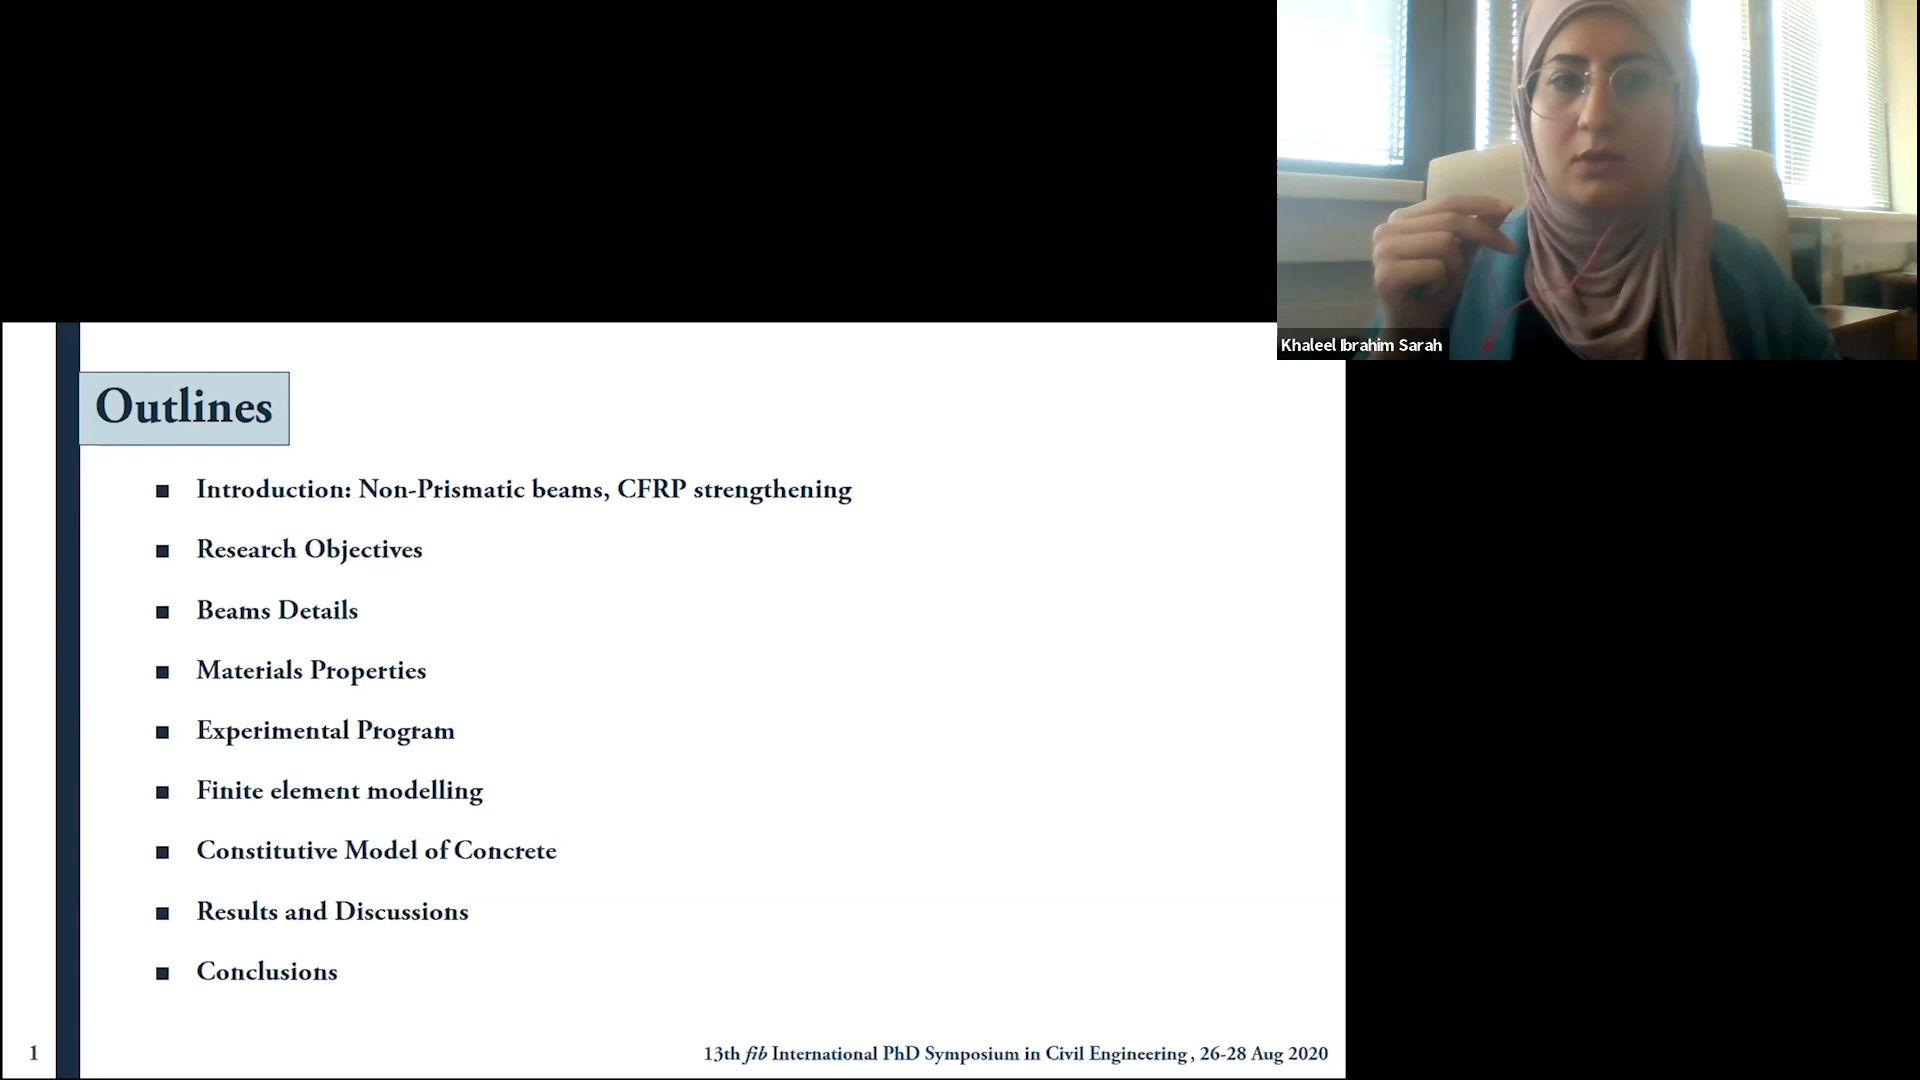 Khaleel Ibrahim Sarah
Outlines
Introduction: Non-Prismatic beams, CFRP strengthening
Research Objectives
Beams Details
Materials Properties
Experimental Program
Finite element modelling
Constitutive Model of Concrete
Results and Discussions
Conclusions
1
13th fib International PhD Symposium in Civil Engineering, 26-28 Aug 2020